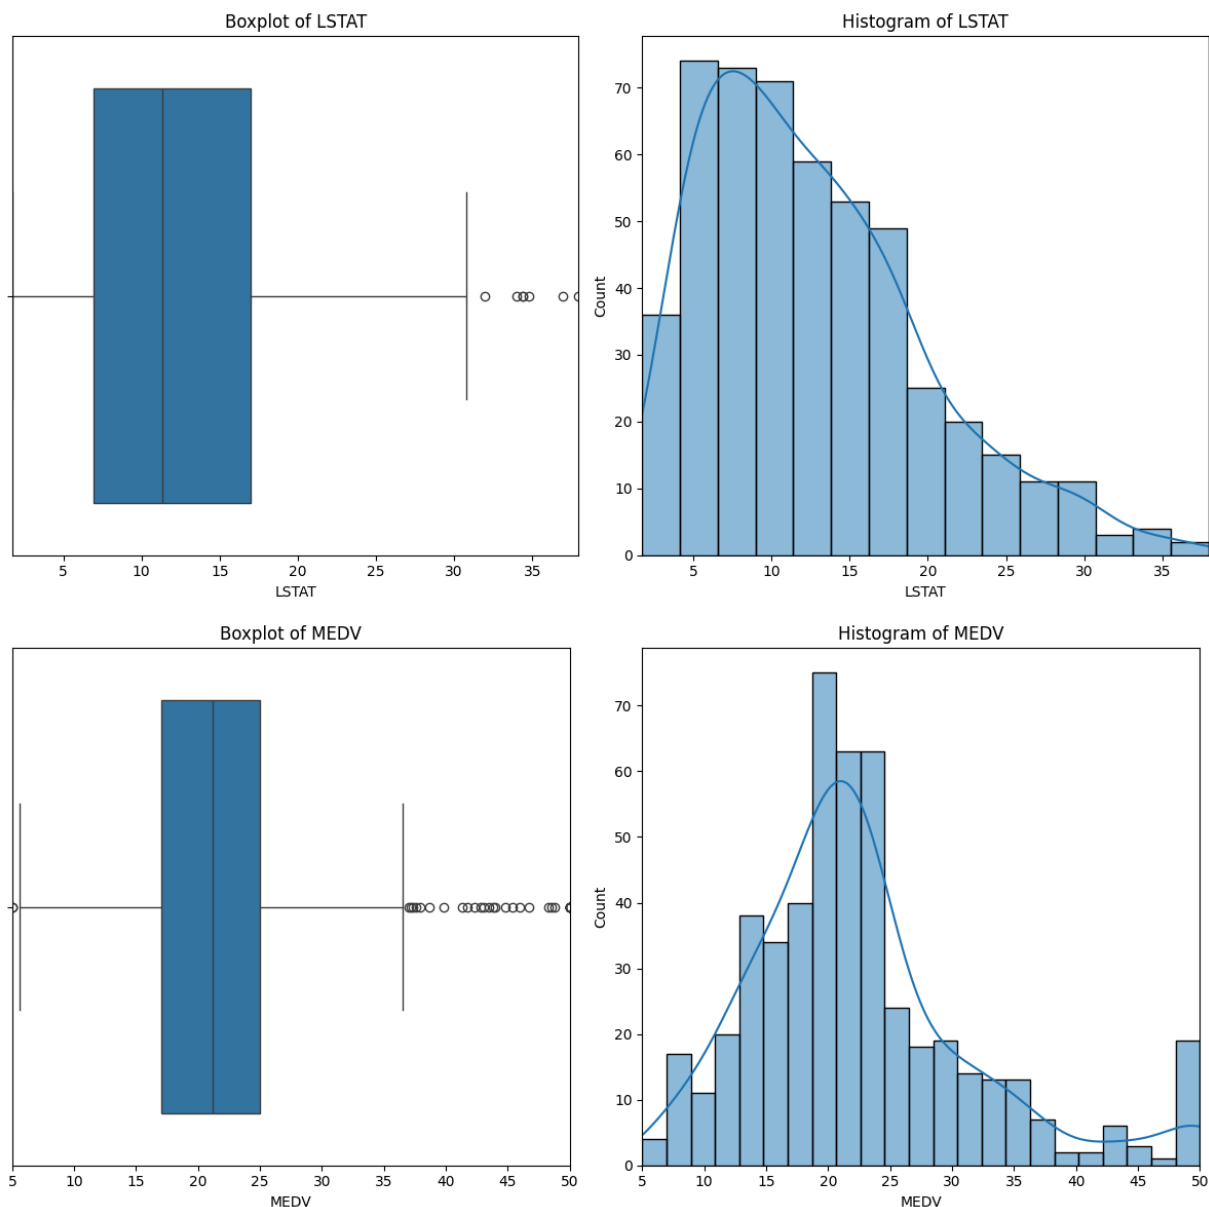 Boxplot of LSTAT
5 10 15 20 25 30 35
LSTAT
Histogram of LSTAT
Count
70
60
50
40
30
20
10
0
5 10 15 20 25 30 35
LSTAT
Boxplot of MEDV
5 10 15 20 25 30 35 40 45 50
MEDV
Histogram of MEDV
Count
70
60
50
40
30
20
10
0
5 10 15 20 25 30 35 40 45 50
MEDV